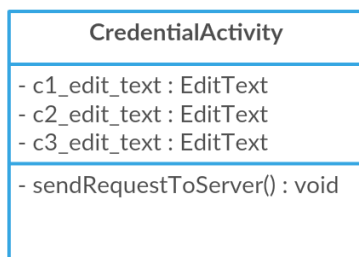 CredentialActivity
- c1_edit_text : EditText
- c2_edit_text : EditText
- c3_edit_text : EditText
- sendRequestToServer() : void